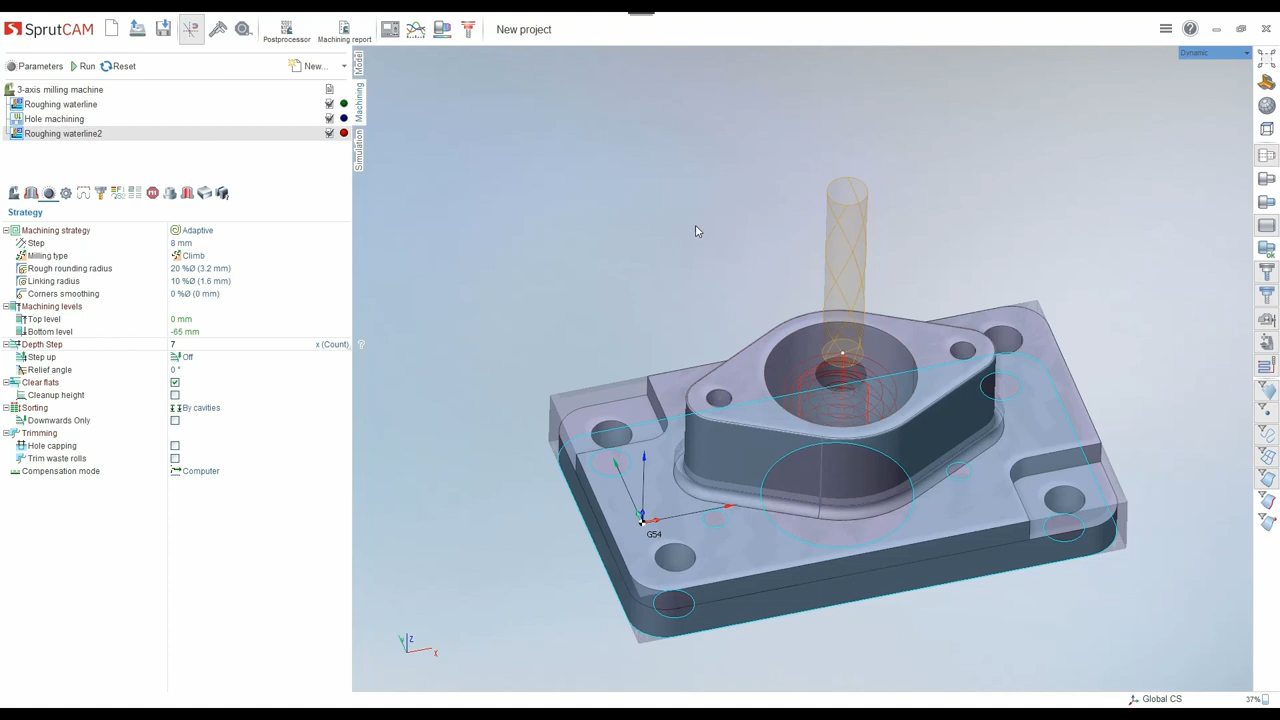 SprutCAM
Postprocessor
Machining report
New project
Parameters
Run
Reset
New...
Dynamic
Model
Machining
Simulation
3-axis milling machine
Roughing waterline
Hole machining
Roughing waterline2
Strategy
Machining strategy Adaptive
Step 8 mm
Milling type Climb
Rough rounding radius 20 %Ø (3.2 mm)
Linking radius 10 %Ø (1.6 mm)
Corners smoothing 0 %Ø (0 mm)
Machining levels
Top level 0 mm
Bottom level -65 mm
Depth Step 7 x (Count) ?
Step up Off
Relief angle 0 °
Clear flats
Cleanup height
Sorting By cavities
Downwards Only
Trimming
Hole capping
Trim waste rolls
Compensation mode Computer
G54
Z
X
ok
Global CS
37%